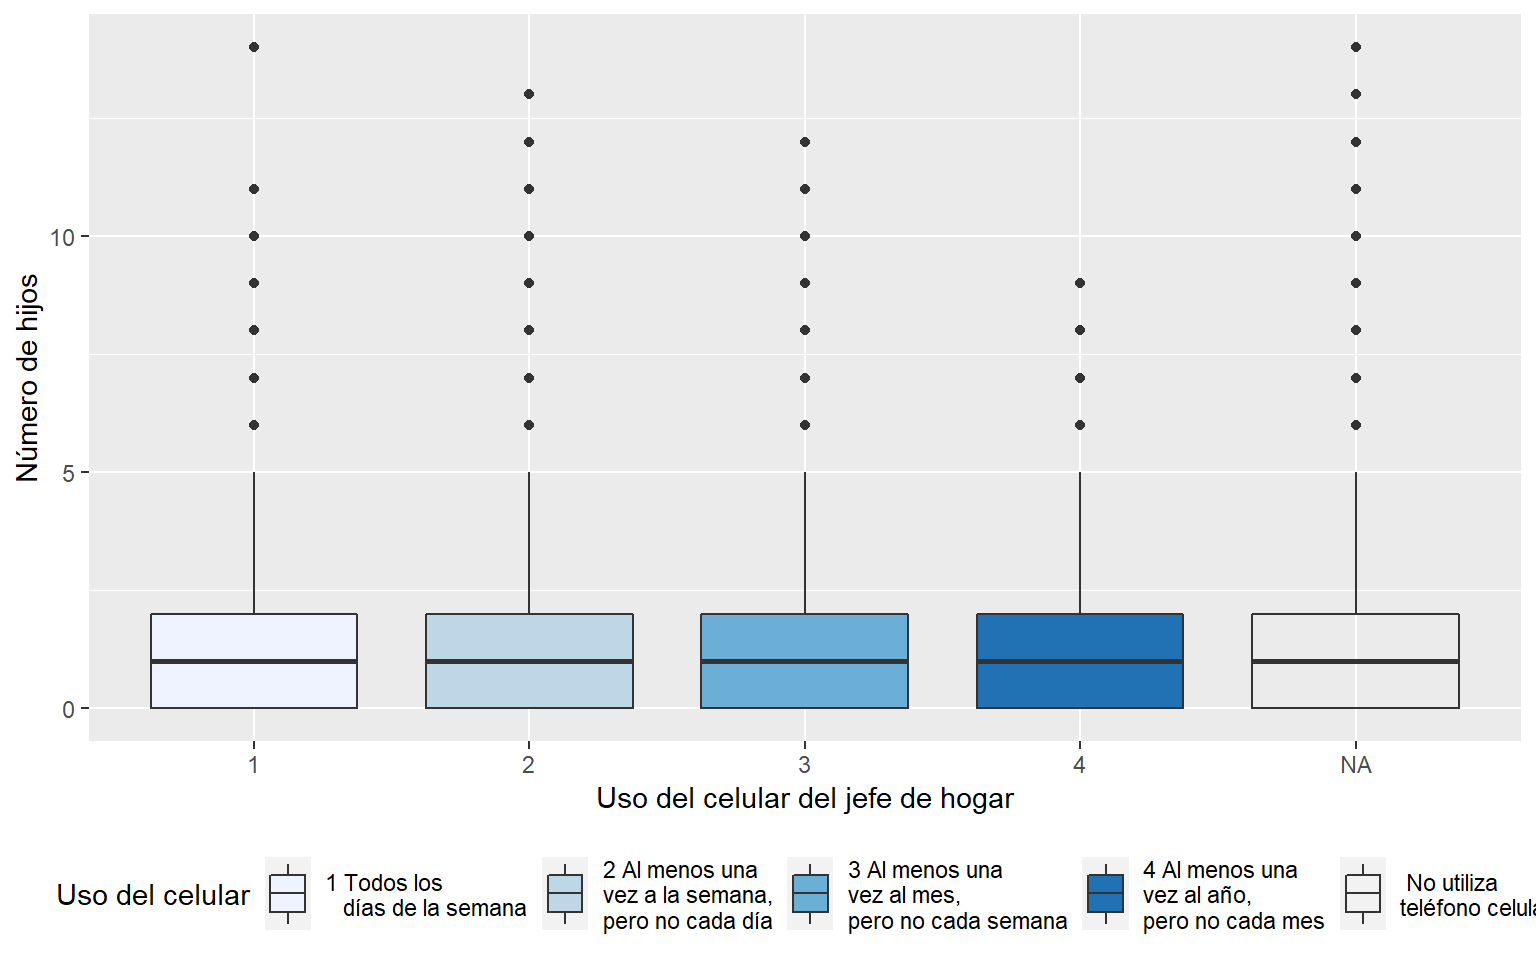 Número de hijos
10
5
0
1
2
3
4
NA
Uso del celular del jefe de hogar
Uso del celular
1 Todos los
días de la semana
2 Al menos una
vez a la semana,
pero no cada día
3 Al menos una
vez al mes,
pero no cada semana
4 Al menos una
vez al año,
pero no cada mes
No utiliza
teléfono celula